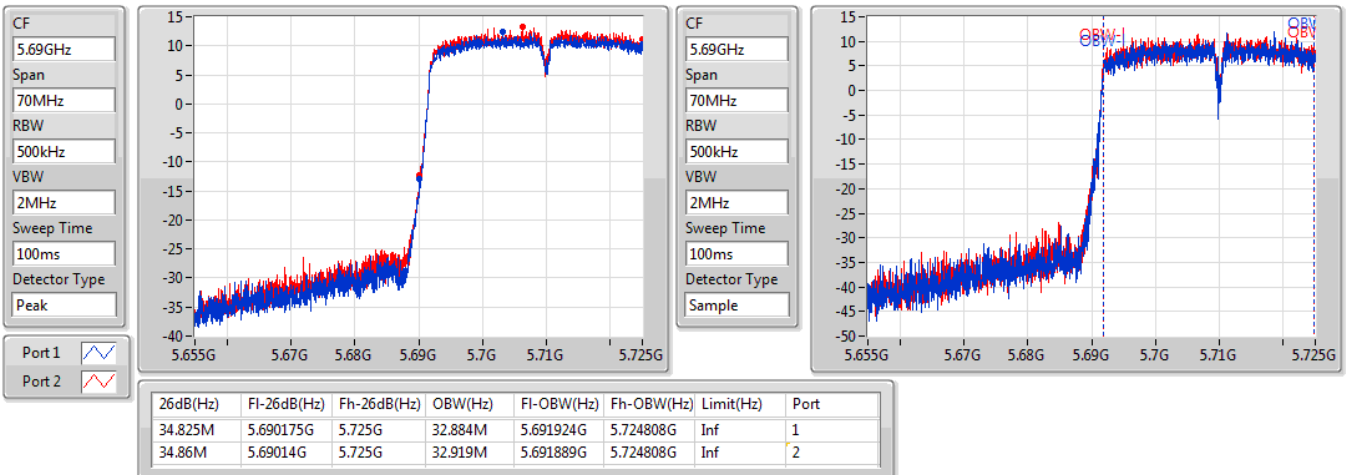 CF
5.69GHz
Span
70MHz
RBW
500kHz
VBW
2MHz
Sweep Time
100ms
Detector Type
Peak
Port 1
Port 2
15
10
5
0
-5
-10
-15
-20
-25
-30
-35
-40
5.655G 5.67G 5.68G 5.69G 5.7G 5.71G 5.725G
CF
5.69GHz
Span
70MHz
RBW
500kHz
VBW
2MHz
Sweep Time
100ms
Detector Type
Sample
15
10
5
0
-5
-10
-15
-20
-25
-30
-35
-40
-45
-50
OBW-
OBW
OBW
5.655G 5.67G 5.68G 5.69G 5.7G 5.71G 5.725G
26dB(Hz) Fl-26dB(Hz) Fh-26dB(Hz) OBW(Hz) Fl-OBW(Hz) Fh-OBW(Hz) Limit(Hz) Port
34.825M 5.690175G 5.725G 32.884M 5.691924G 5.724808G Inf 1
34.86M 5.69014G 5.725G 32.919M 5.691889G 5.724808G Inf 2